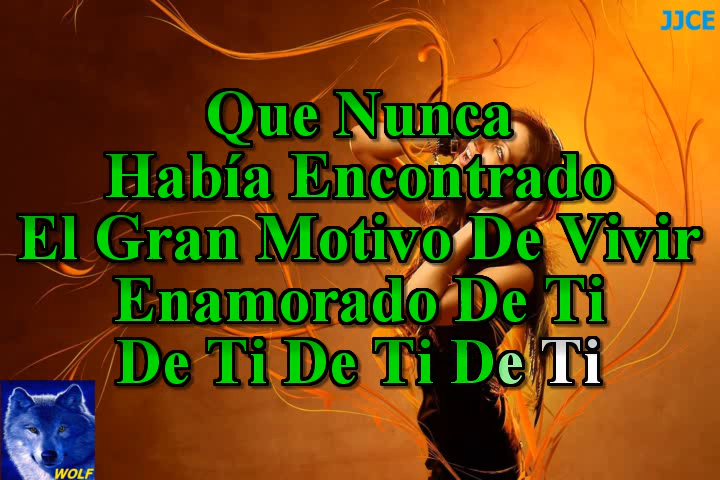 JJCE
Que Nunca
Había Encontrado
El Gran Motivo De Vivir
Enamorado De Ti
De Ti De Ti De Ti
WOLF